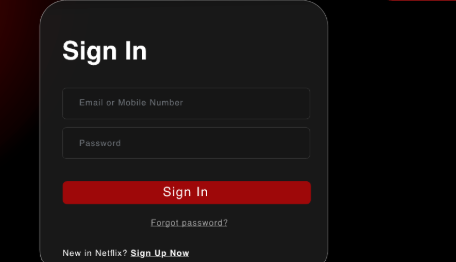 Sign In
Email or Mobile Number
Password
Sign In
Forgot password?
New in Netflix? Sign Up Now